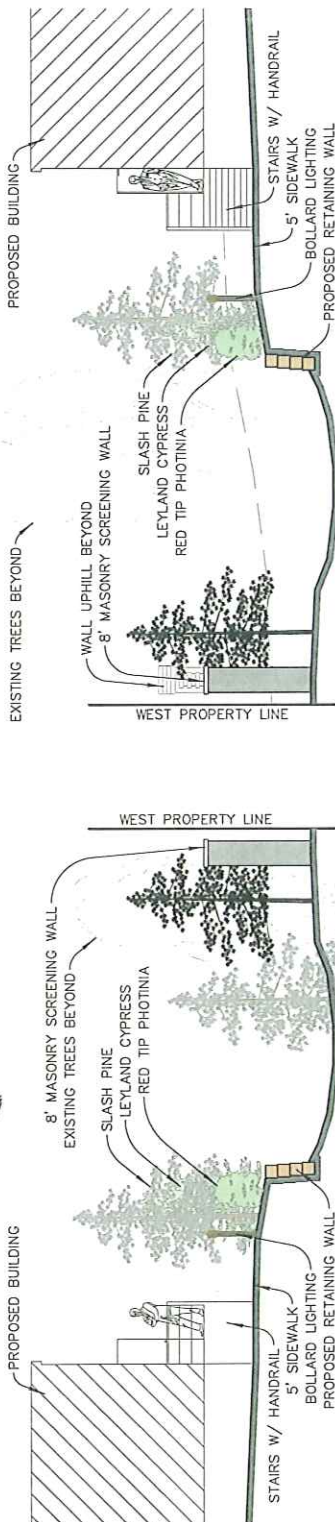 PROPOSED BUILDING
8' MASONRY SCREENING WALL
EXISTING TREES BEYOND
SLASH PINE
LEYLAND CYPRESS
RED TIP PHOTINIA
WEST PROPERTY LINE
STAIRS W/ HANDRAIL
5' SIDEWALK
BOLLARD LIGHTING
PROPOSED RETAINING WALL
EXISTING TREES BEYOND
PROPOSED BUILDING
WALL UPHILL BEYOND
8' MASONRY SCREENING WALL
SLASH PINE
LEYLAND CYPRESS
RED TIP PHOTINIA
WEST PROPERTY LINE
STAIRS W/ HANDRAIL
5' SIDEWALK
BOLLARD LIGHTING
PROPOSED RETAINING WALL